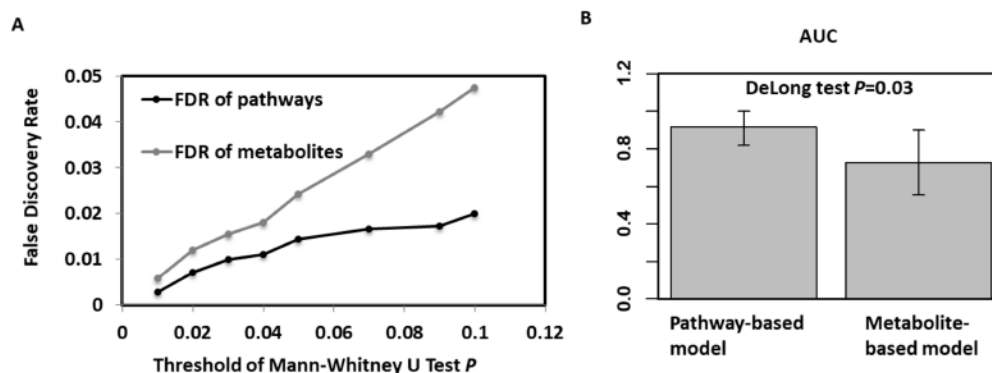 A
False Discovery Rate
0.05
0.04
0.03
0.02
0.01
0
FDR of pathways
FDR of metabolites
0
0.02
0.04
0.06
0.08
0.1
0.12
Threshold of Mann-Whitney U Test P
B
AUC
1.2
0.8
0.4
0.0
DeLong test P=0.03
Pathway-based
model
Metabolite-
based model